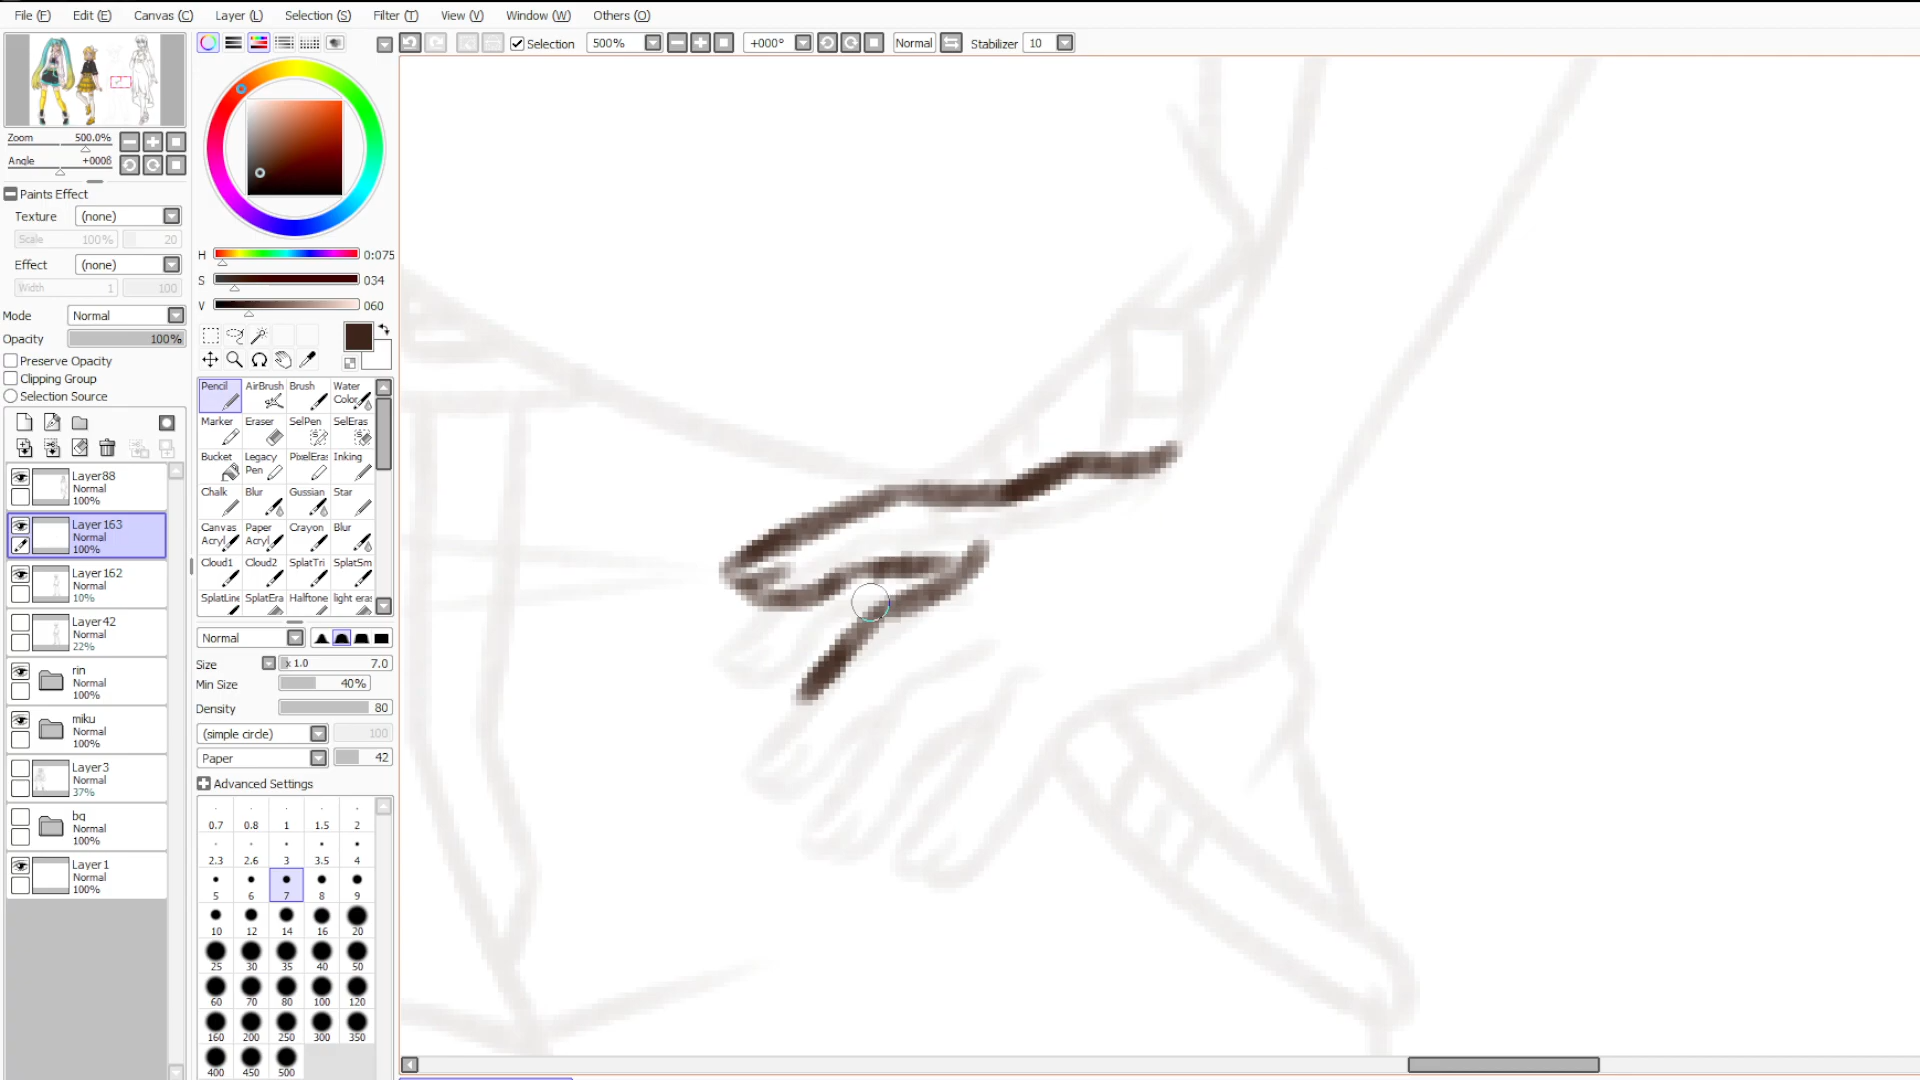 File (F) Edit (E) Canvas (C) Layer (L) Selection (S) Filter (T) View (V) Window (W) Others (O)
Selection 500% +000° Normal Stabilizer 10
Zoom 500.0%
Angle +000ß
Paints Effect
Texture (none)
Scale 100% 20
Effect (none)
Width 1 100
Mode Normal
Opacity 100%
Preserve Opacity
Clipping Group
Selection Source
Layer88
Normal
100%
Layer163
Normal
100%
Layer162
Normal
10%
Layer42
Normal
22%
rin
Normal
100%
miku
Normal
100%
Layer3
Normal
37%
bg
Normal
100%
Layer1
Normal
100%
H 0:075
S 034
V 060
Pencil AirBrush Brush Water Color
Marker Eraser SelPen SelEras
Bucket Legacy Pen PixelEras Inking
Chalk Blur Gussian Star
Canvas Acryl Paper Acryl Crayon Blur
Cloud1 Cloud2 SplatTri SplatSm
SplatLine SplatEra Halftone light era
Normal
Size x 1.0 7.0
Min Size 40%
Density 80
(simple circle) 100
Paper 42
Advanced Settings
0.7 0.8 1 1.5 2
2.3 2.6 3 3.5 4
5 6 7 8 9
10 12 14 16 20
25 30 35 40 50
60 70 80 100 120
160 200 250 300 350
400 450 500